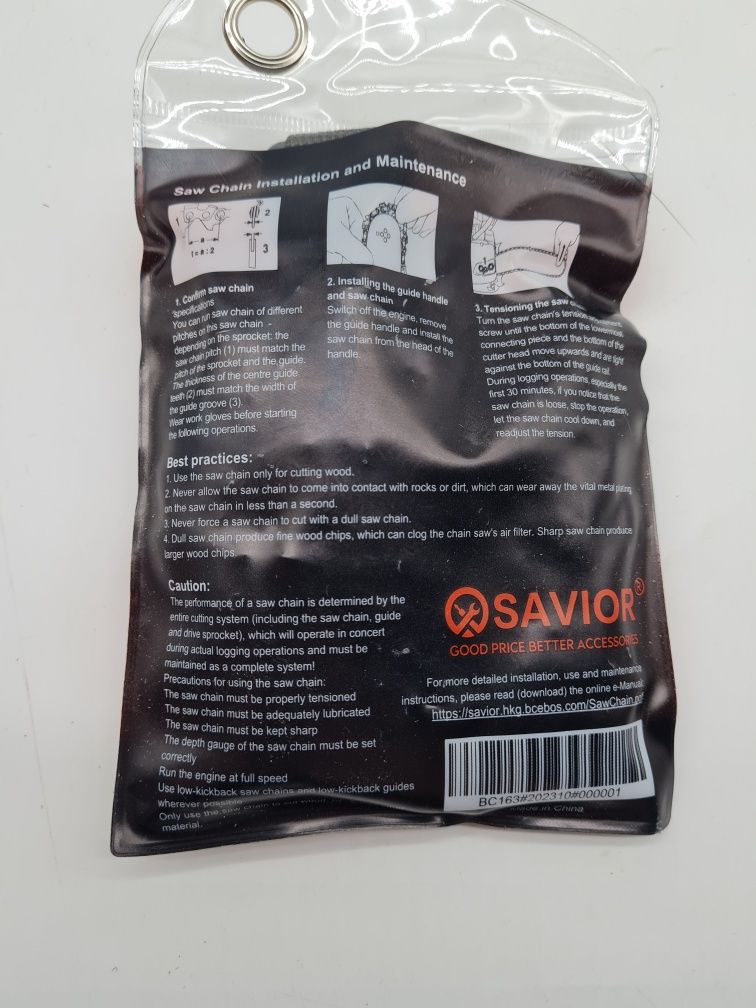 Saw Chain Installation and Maintenance
1
2
a
t = a : 2
3
1. Confirm saw chain
specifications
You can run saw chain of different
pitches on this saw chain
depending on the sprocket: the
saw chain pitch (1) must match the
pitch of the sprocket and the guide.
The thickness of the centre guide
teeth (2) must match the width of
the guide groove (3).
Wear work gloves before starting
the following operations.
2. Installing the guide handle
and saw chain
Switch off the engine, remove
the guide handle and install the
saw chain from the head of the
handle.
3. Tensioning the saw
Turn the saw chain's tension
screw until the bottom of the lowermost
connecting piece and the bottom of the
cutter head move upwards and are tight
against the bottom of the guide rail.
During logging operations, especially the
first 30 minutes, if you notice that the
saw chain is loose, stop the operation,
let the saw chain cool down, and
readjust the tension.
Best practices:
1. Use the saw chain only for cutting wood.
2. Never allow the saw chain to come into contact with rocks or dirt, which can wear away the vital metal plating
on the saw chain in less than a second.
3. Never force a saw chain to cut with a dull saw chain.
4. Dull saw chain produce fine wood chips, which can clog the chain saw's air filter. Sharp saw chain produce
larger wood chips.
Caution:
The performance of a saw chain is determined by the
entire cutting system (including the saw chain, guide
and drive sprocket), which will operate in concert
during actual logging operations and must be
maintained as a complete system!
Precautions for using the saw chain:
The saw chain must be properly tensioned
The saw chain must be adequately lubricated
The saw chain must be kept sharp
The depth gauge of the saw chain must be set
correctly
Run the engine at full speed
Use low-kickback saw chains and low-kickback guides
wherever possible
Only use the saw chain to cut wood
material.
SAVIOR®
GOOD PRICE BETTER ACCESSORIES
For more detailed installation, use and maintenance
instructions, please read (download) the online e-Manual:
https://savior.hkg.bcebos.com/SawChain.pdf
BC163#202310#000001
Made in China